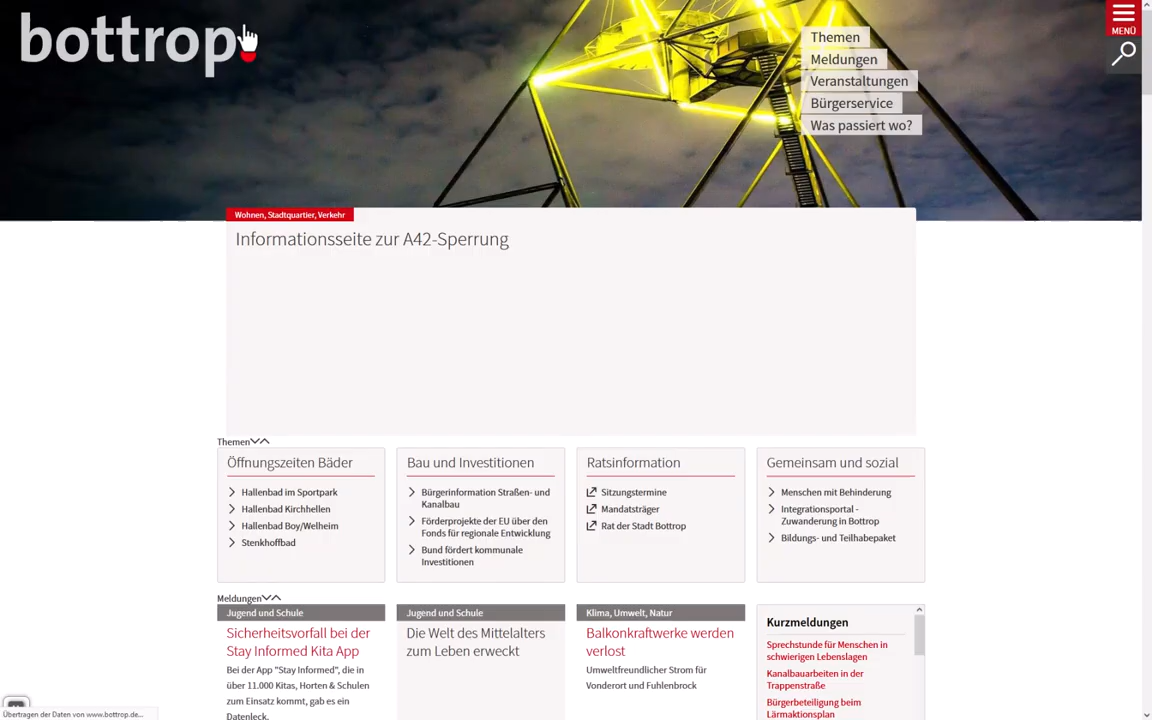 bottrop
MENÜ
Themen
Meldungen
Veranstaltungen
Bürgerservice
Was passiert wo?
Wohnen, Stadtquartier, Verkehr
Informationsseite zur A42-Sperrung
Themen
Öffnungszeiten Bäder
Hallenbad im Sportpark
Hallenbad Kirchhellen
Hallenbad Boy/Welheim
Stenkhoffbad
Bau und Investitionen
Bürgerinformation Straßen- und
Kanalbau
Förderprojekte der EU über den
Fonds für regionale Entwicklung
Bund fördert kommunale
Investitionen
Ratsinformation
Sitzungstermine
Mandatsträger
Rat der Stadt Bottrop
Gemeinsam und sozial
Menschen mit Behinderung
Integrationsportal -
Zuwanderung in Bottrop
Bildungs- und Teilhabepaket
Meldungen
Jugend und Schule
Sicherheitsvorfall bei der
Stay Informed Kita App
Bei der App "Stay Informed", die in
über 11.000 Kitas, Horten & Schulen
zum Einsatz kommt, gab es ein
Datenleck.
Jugend und Schule
Die Welt des Mittelalters
zum Leben erweckt
Klima, Umwelt, Natur
Balkonkraftwerke werden
verlost
Umweltfreundlicher Strom für
Vonderort und Fuhlenbrock
Kurzmeldungen
Sprechstunde für Menschen in
schwierigen Lebenslagen
Kanalbauarbeiten in der
Trappenstraße
Bürgerbeteiligung beim
Lärmaktionsplan
Übertragen der Daten von www.bottrop.de...